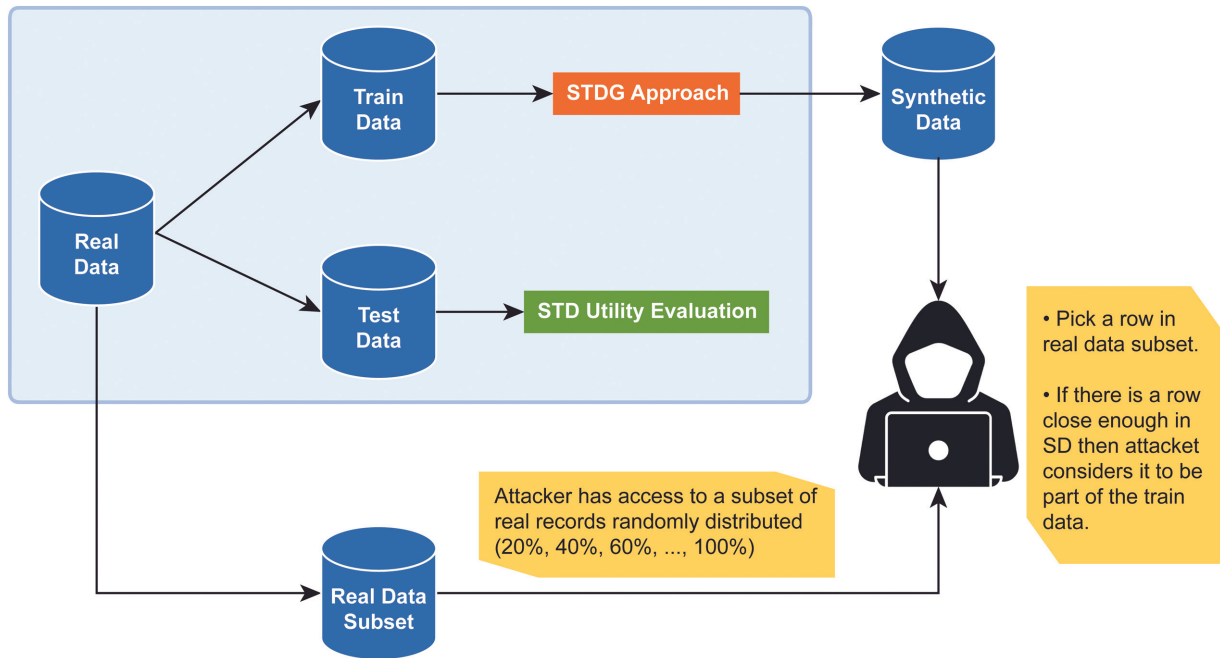 Train
Data
STDG Approach
Synthetic
Data
Real
Data
Test
Data
STD Utility Evaluation
• Pick a row in
real data subset.
• If there is a row
close enough in
SD then attacket
considers it to be
part of the train
data.
Attacker has access to a subset of
real records randomly distributed
(20%, 40%, 60%, ..., 100%)
Real Data
Subset